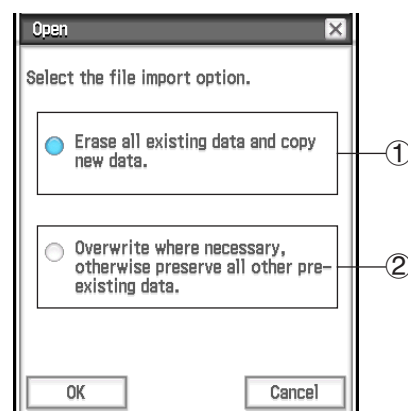 Open
Select the file import option.
Erase all existing data and copy
new data.
①
Overwrite where necessary,
otherwise preserve all other pre-
existing data.
②
OK Cancel